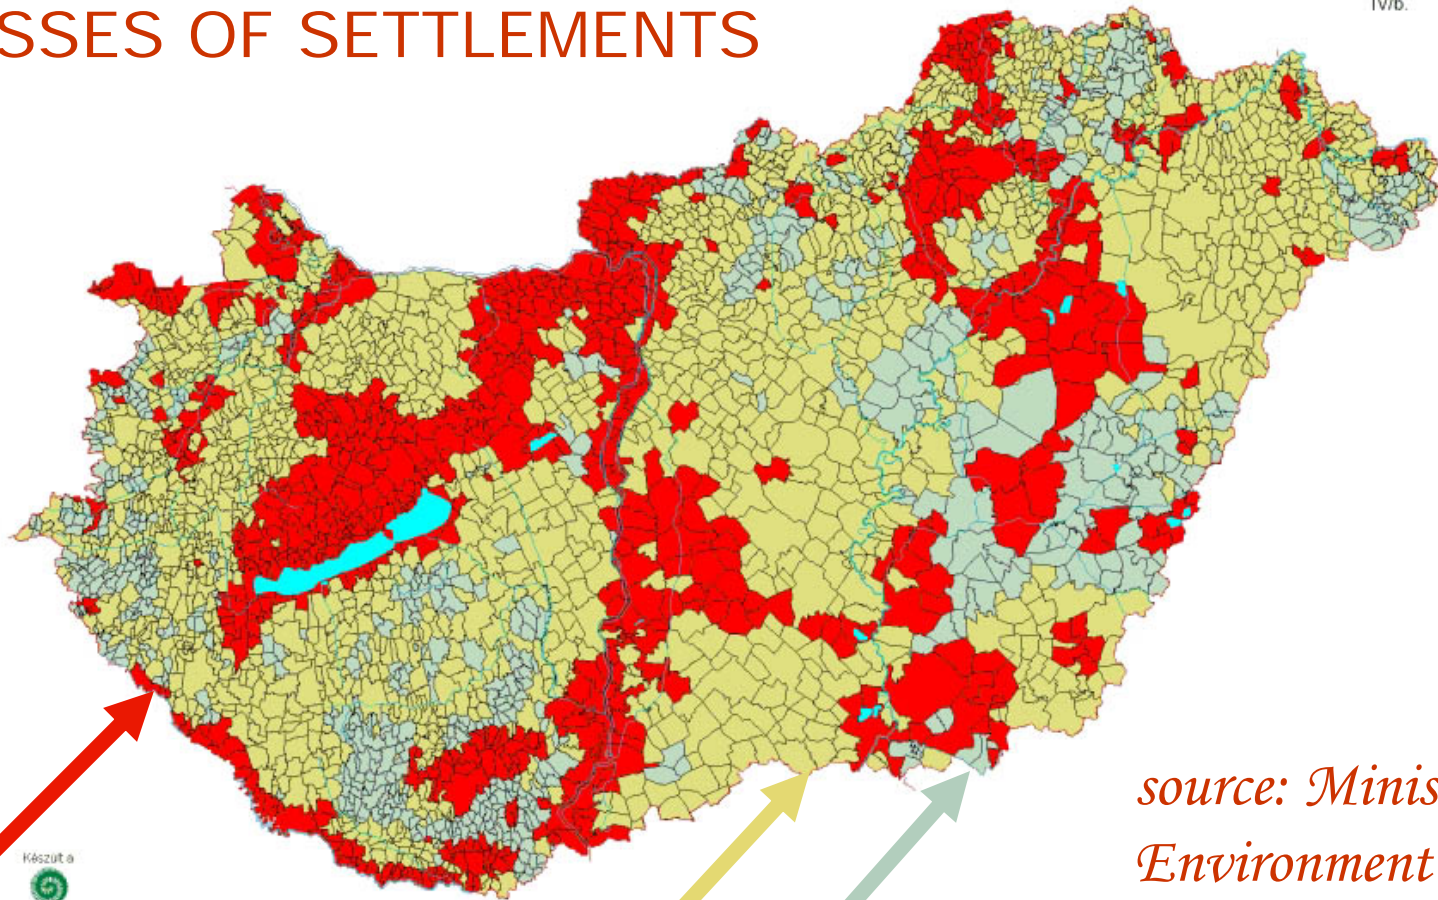 SSES OF SETTLEMENTS
IV/b.
source: Minis
Environment
Készült a